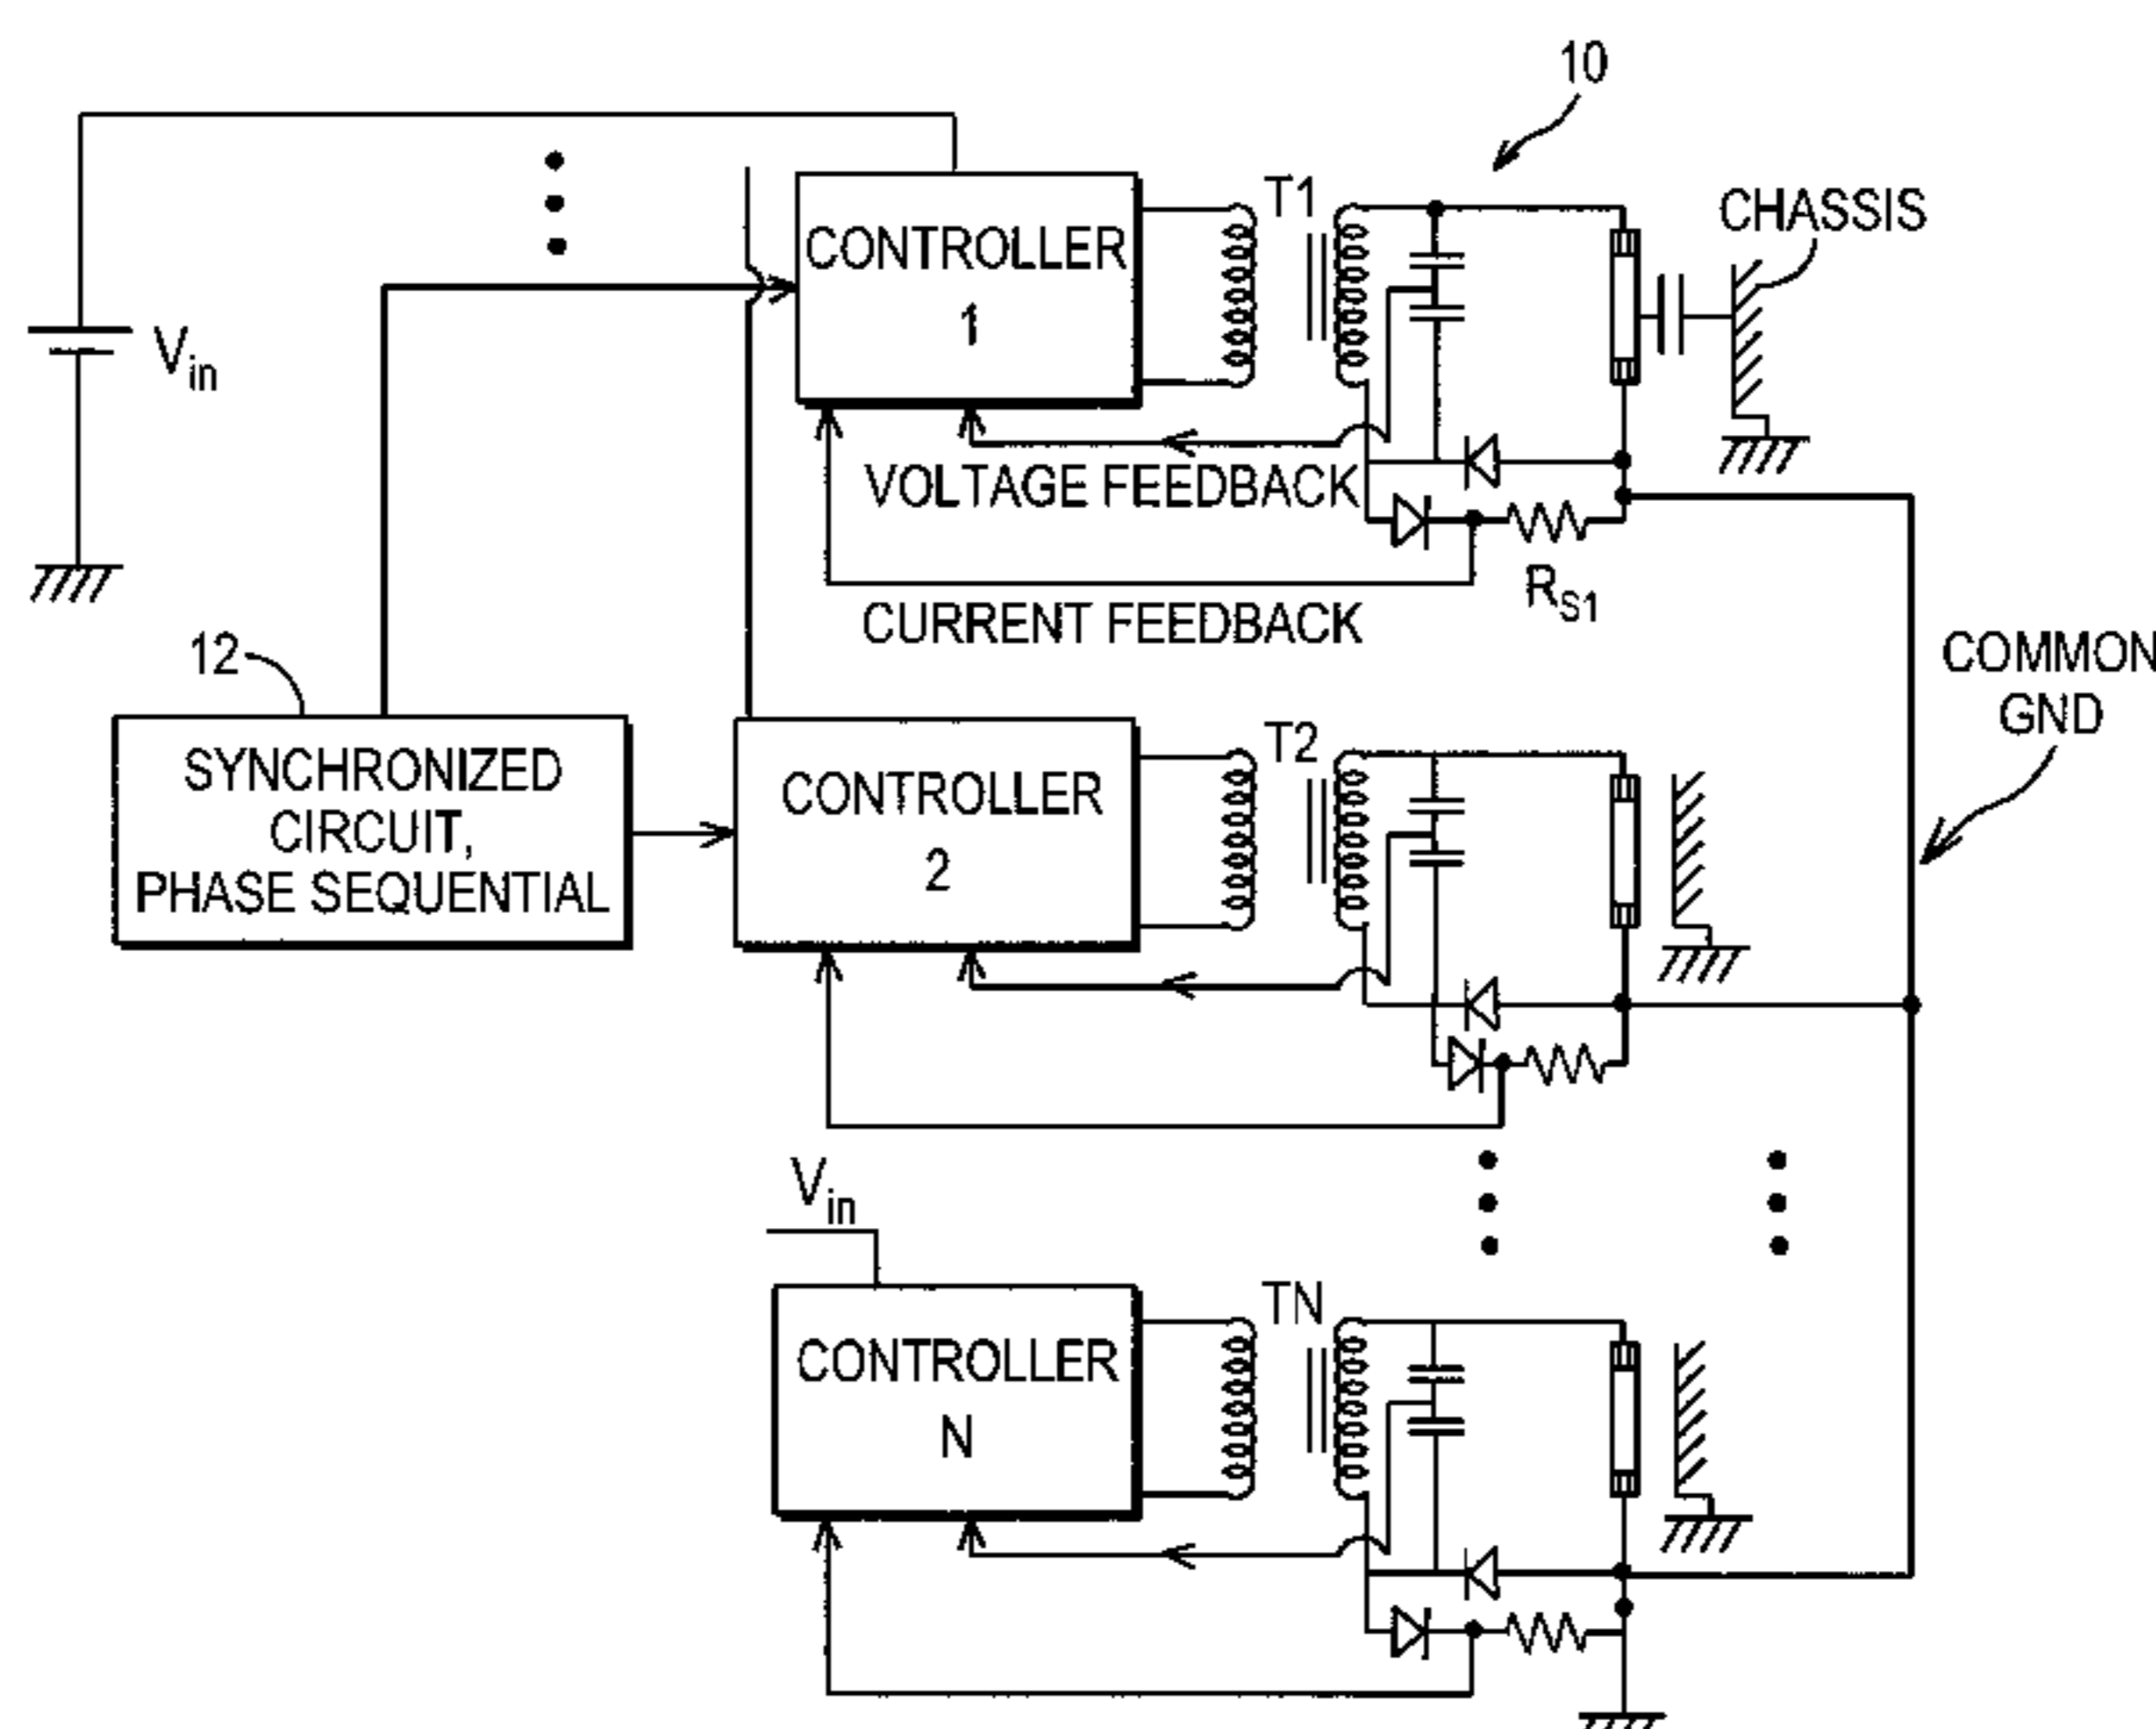 10
CHASSIS
T1
CONTROLLER
1
Vin
VOLTAGE FEEDBACK
RS1
CURRENT FEEDBACK
COMMON
GND
12
SYNCHRONIZED
CIRCUIT,
PHASE SEQUENTIAL
T2
CONTROLLER
2
Vin
TN
CONTROLLER
N